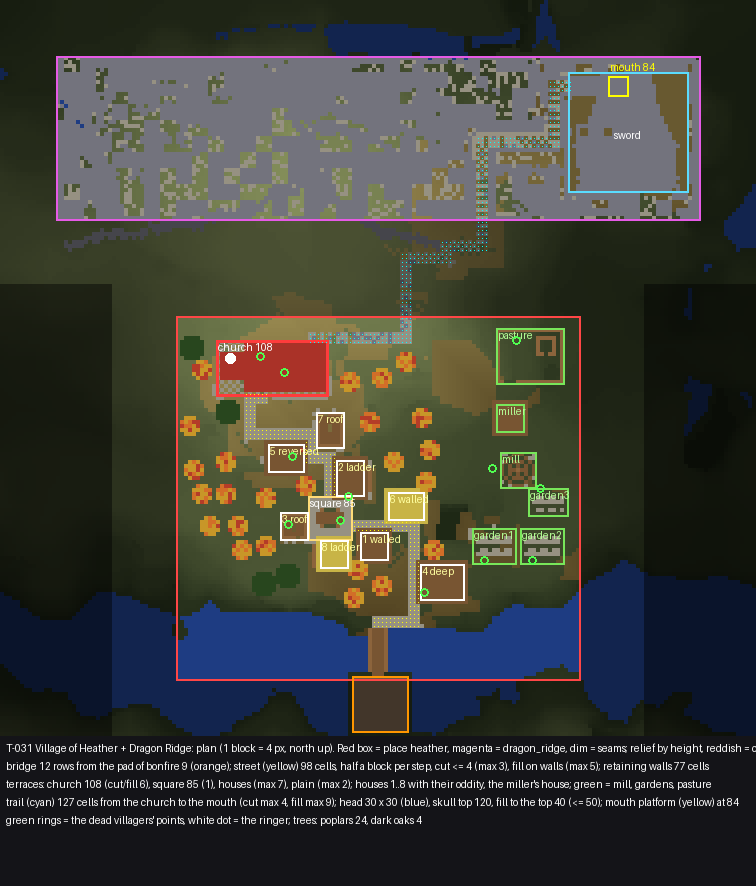 mouth 84
sword
church 108
pasture
miller
7 roof
5 reversed
mill
2 ladder
garden3
6 walled
square 85
3 roof
garden1
garden2
1 walled
8 ladder
4 deep
T-031 Village of Heather + Dragon Ridge: plan (1 block = 4 px, north up). Red box = place heather, magenta = dragon_ridge, dim = seams; relief by height, reddish = c
bridge 12 rows from the pad of bonfire 9 (orange); street (yellow) 98 cells, half a block per step, cut <= 4 (max 3), fill on walls (max 5); retaining walls 77 cells
terraces: church 108 (cut/fill 6), square 85 (1), houses (max 7), plain (max 2); houses 1..8 with their oddity, the miller's house; green = mill, gardens, pasture
trail (cyan) 127 cells from the church to the mouth (cut max 4, fill max 9); head 30 x 30 (blue), skull top 120, fill to the top 40 (<= 50); mouth platform (yellow) at 84
green rings = the dead villagers' points, white dot = the ringer; trees: poplars 24, dark oaks 4